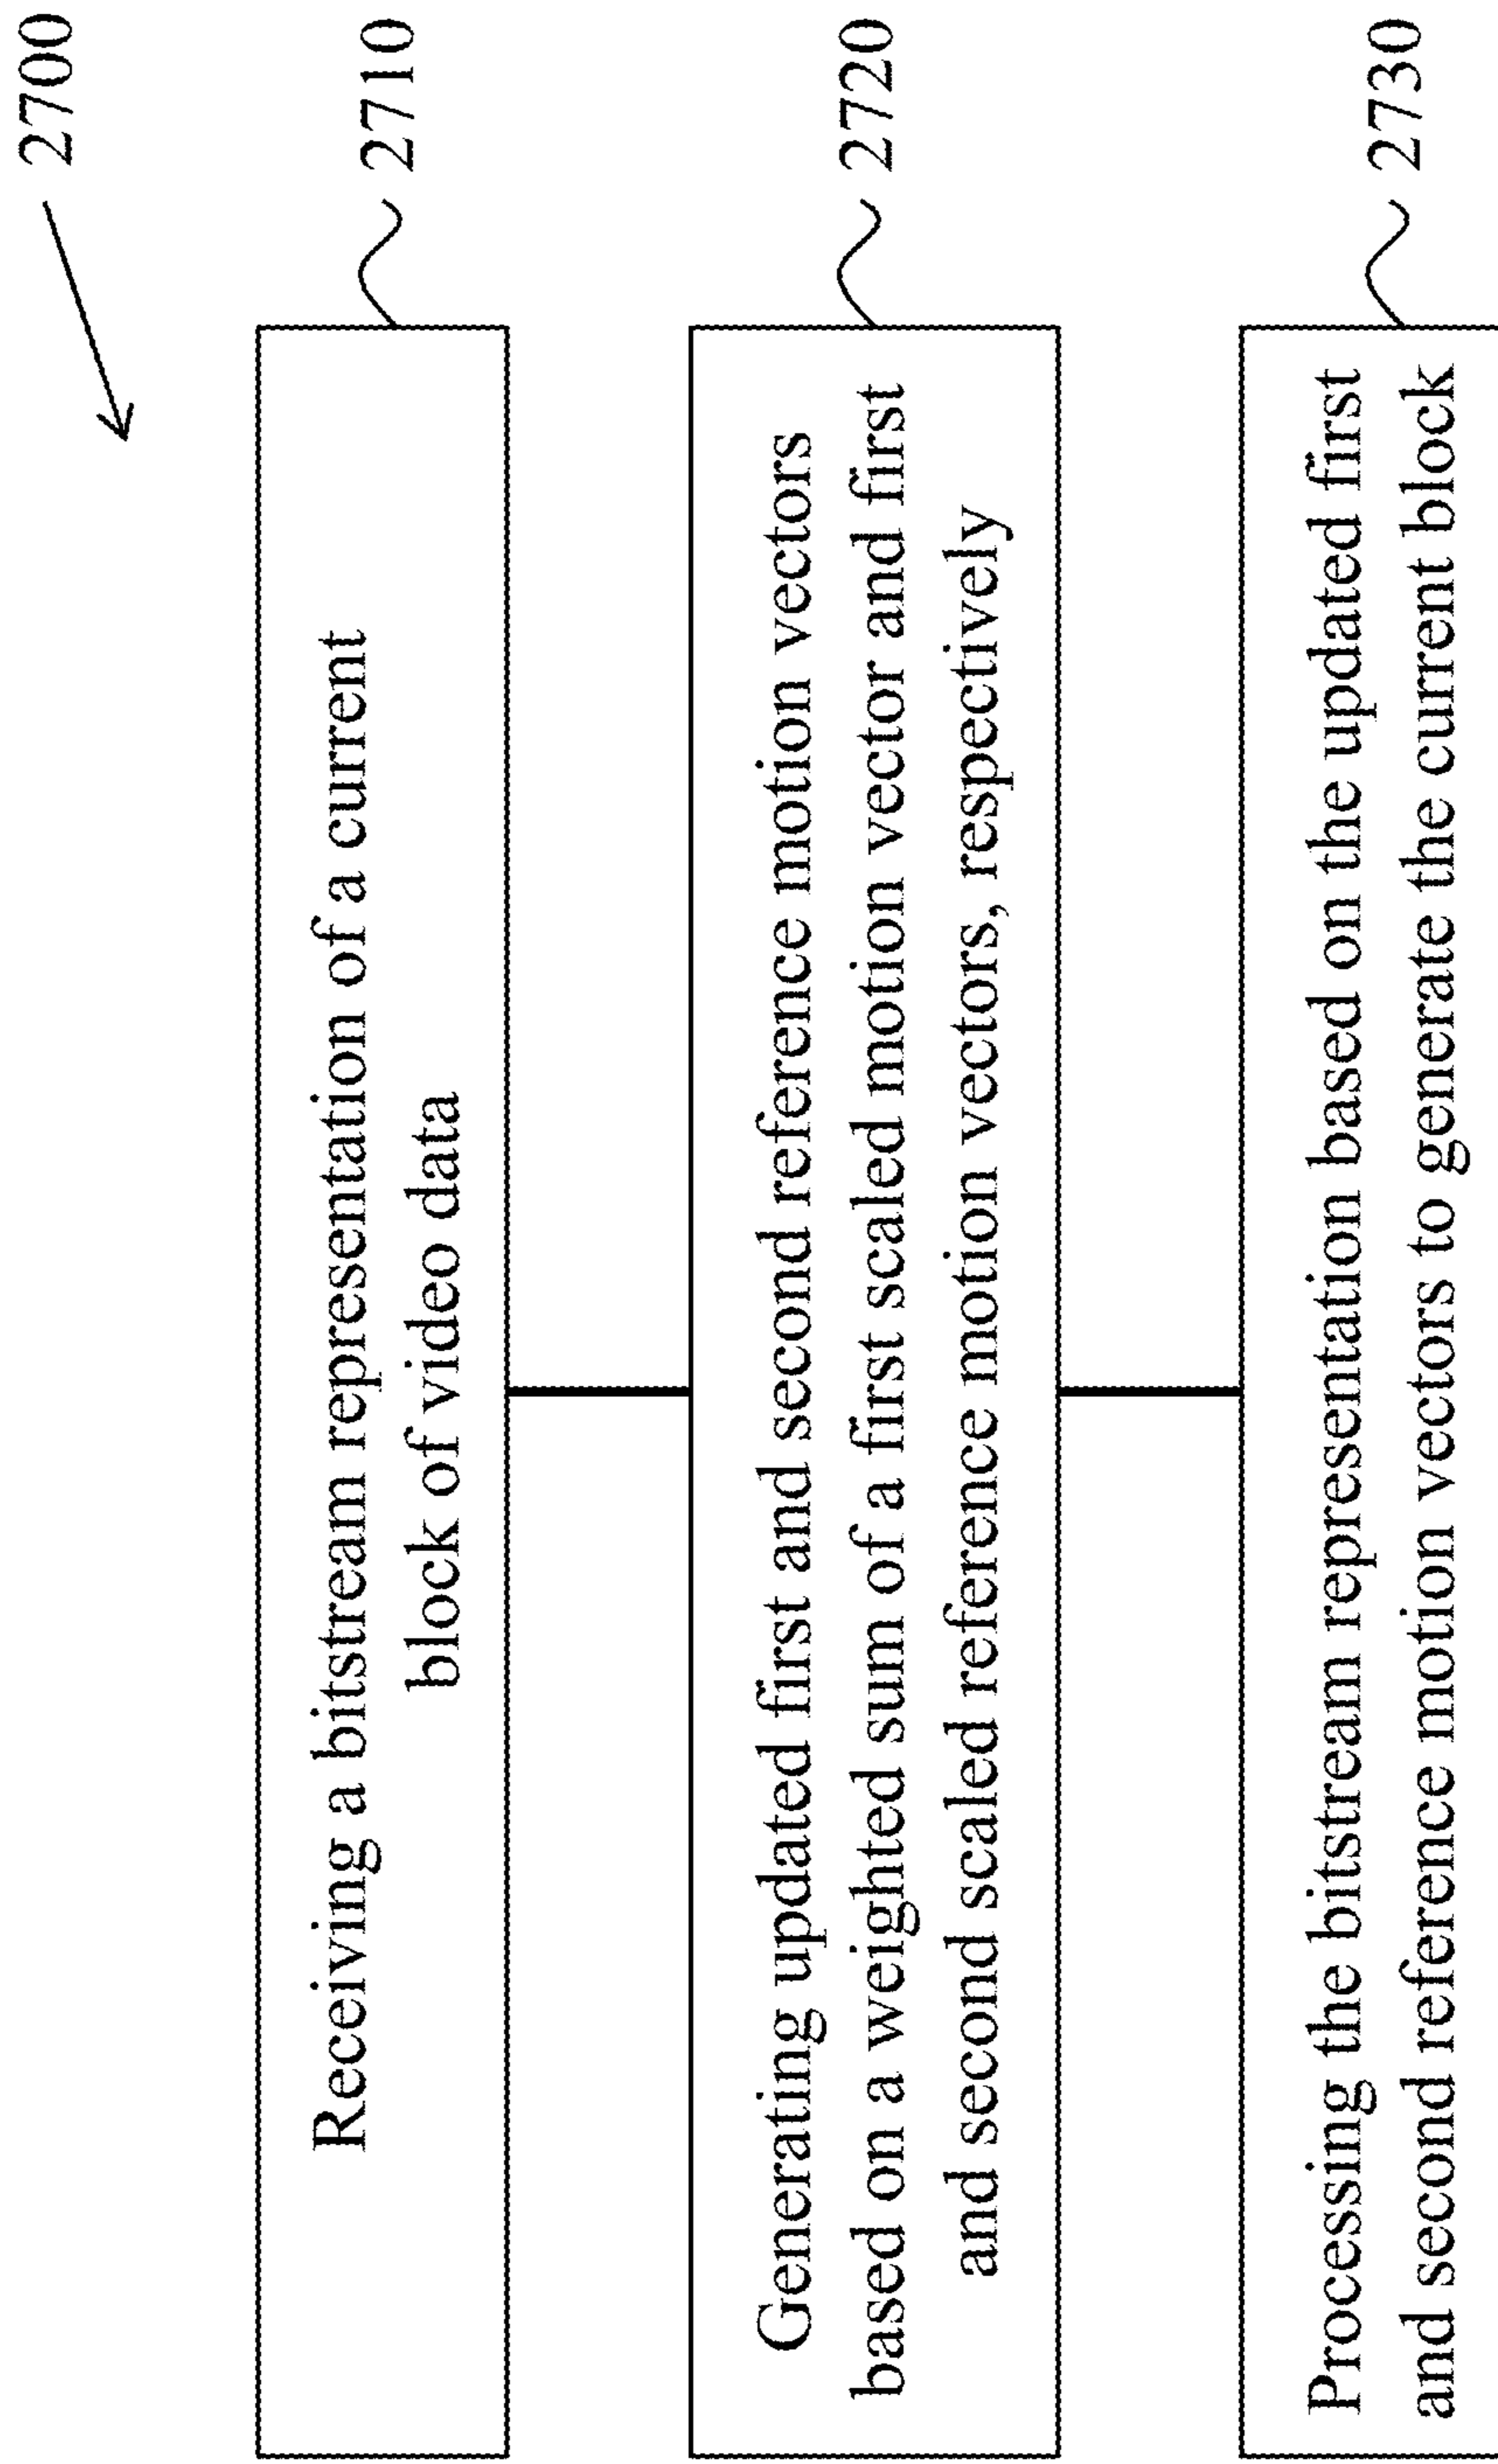 2700
Receiving a bitstream representation of a current
block of video data
2710
Generating updated first and second reference motion vectors
based on a weighted sum of a first scaled motion vector and first
and second scaled reference motion vectors, respectively
2720
Processing the bitstream representation based on the updated first
and second reference motion vectors to generate the current block
2730